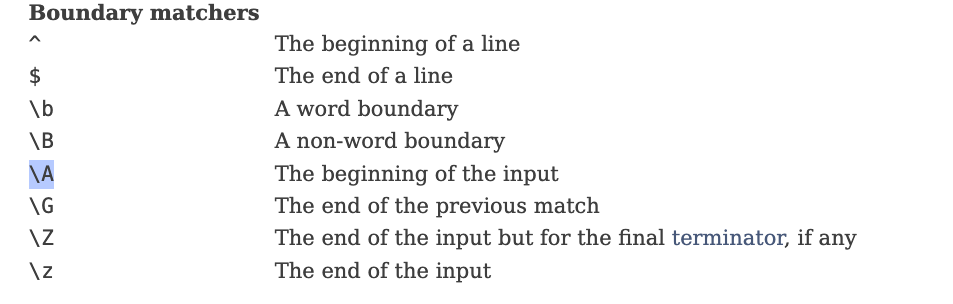 Boundary matchers
^ The beginning of a line
$ The end of a line
\b A word boundary
\B A non-word boundary
\A The beginning of the input
\G The end of the previous match
\Z The end of the input but for the final terminator, if any
\z The end of the input